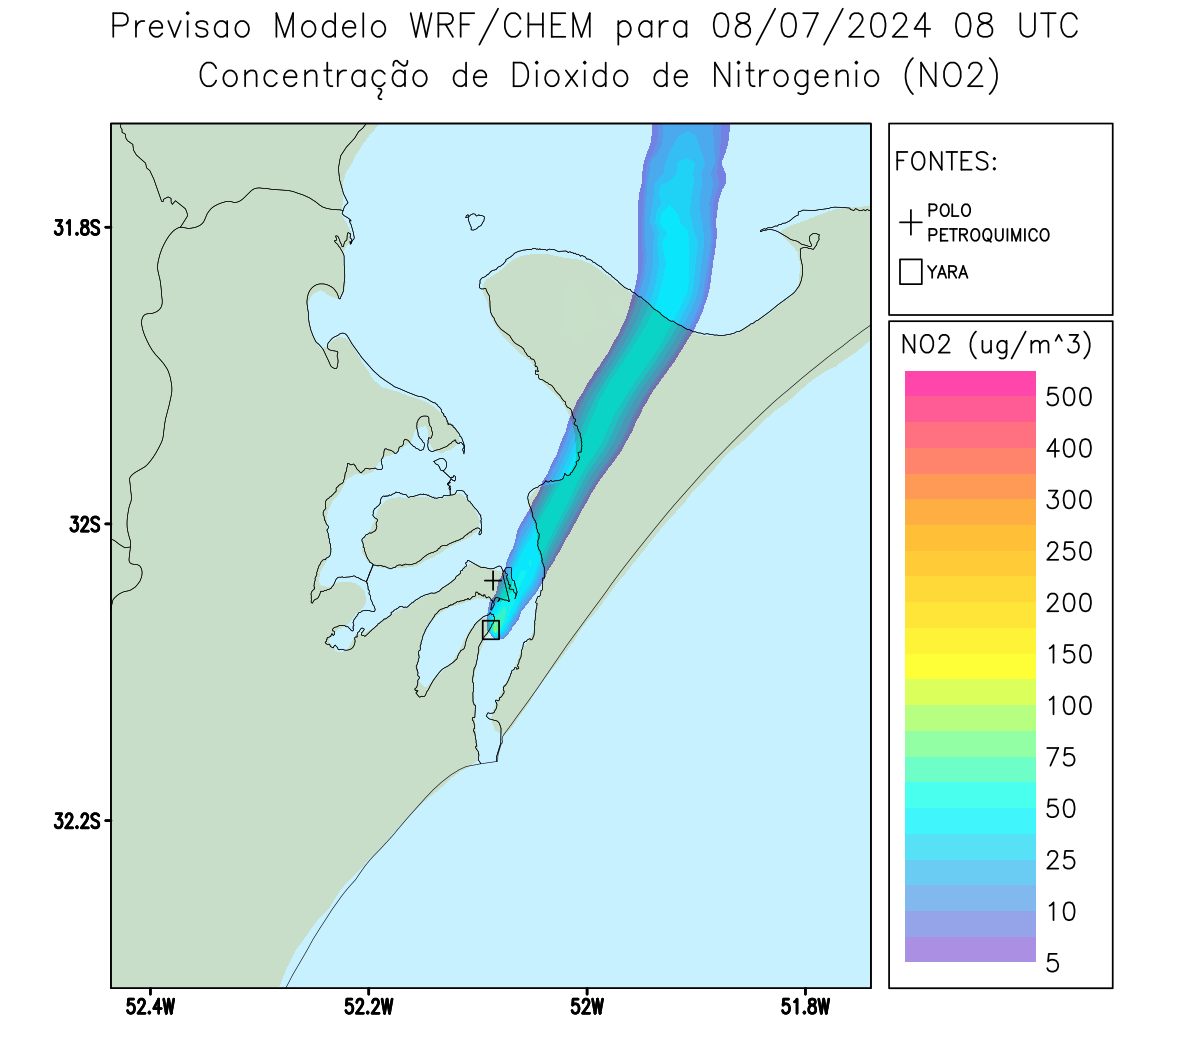 Previsao Modelo WRF/CHEM para 08/07/2024 08 UTC
Concentração de Dioxido de Nitrogenio (NO2)
FONTES:
POLO
PETROQUIMICO
YARA
NO2 (ug/m^3)
500
400
300
250
200
150
100
75
50
25
10
5
31.8S
32S
32.2S
52.4W
52.2W
52W
51.8W